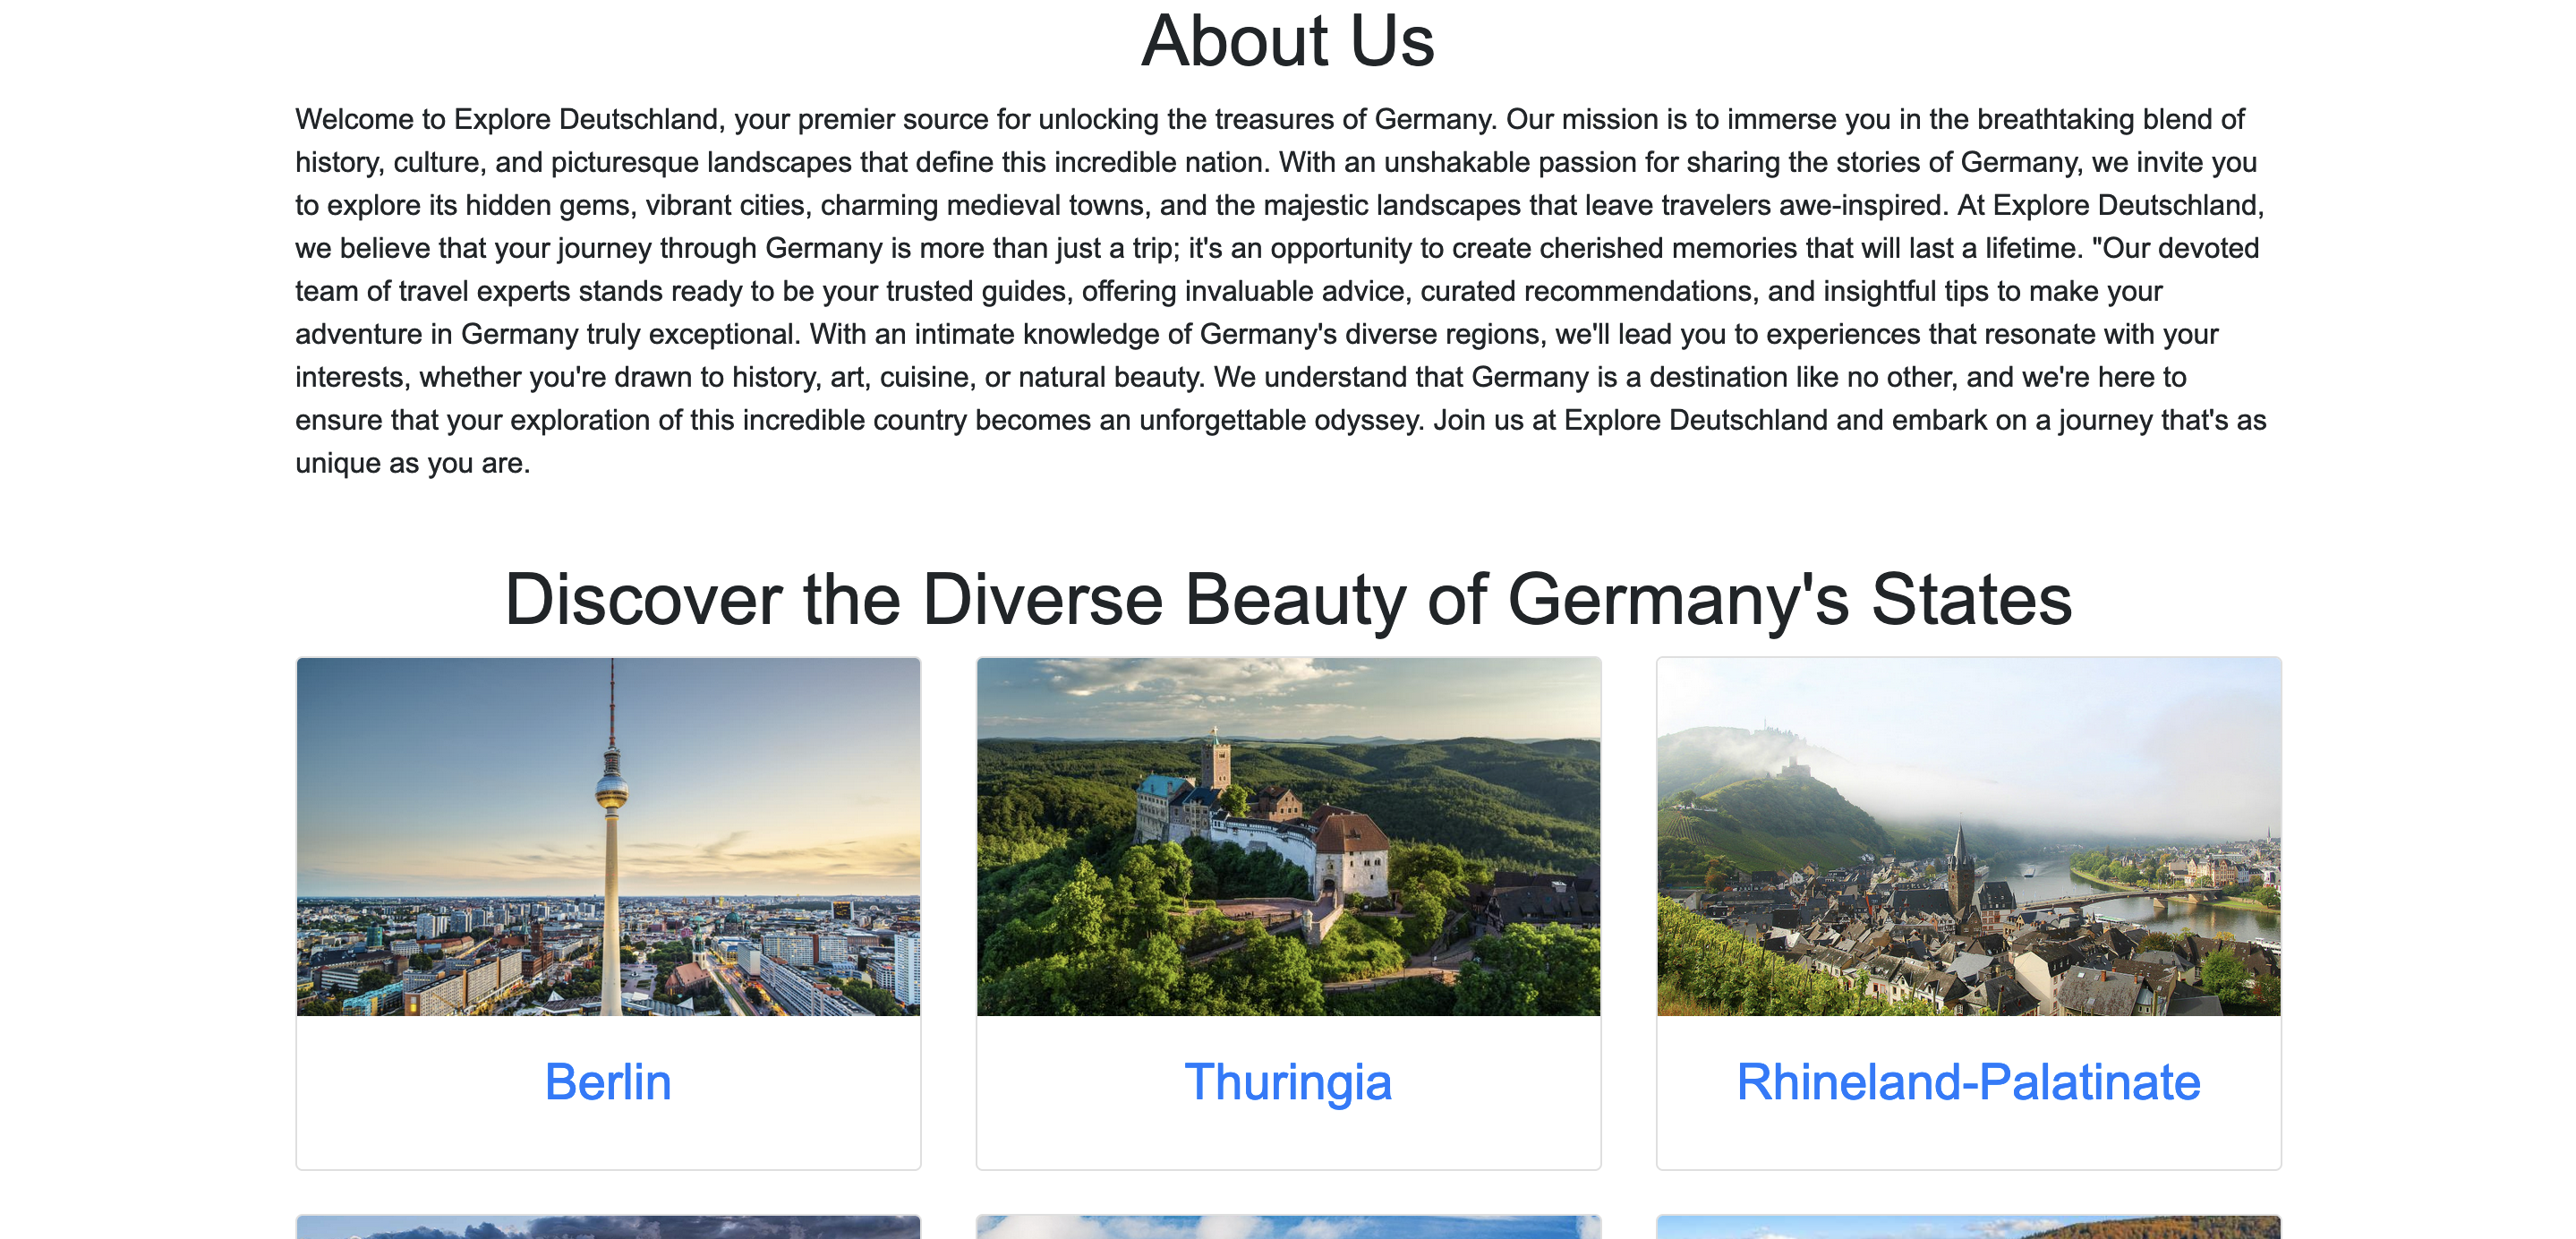 About Us
Welcome to Explore Deutschland, your premier source for unlocking the treasures of Germany. Our mission is to immerse you in the breathtaking blend of
history, culture, and picturesque landscapes that define this incredible nation. With an unshakable passion for sharing the stories of Germany, we invite you
to explore its hidden gems, vibrant cities, charming medieval towns, and the majestic landscapes that leave travelers awe-inspired. At Explore Deutschland,
we believe that your journey through Germany is more than just a trip; it's an opportunity to create cherished memories that will last a lifetime. "Our devoted
team of travel experts stands ready to be your trusted guides, offering invaluable advice, curated recommendations, and insightful tips to make your
adventure in Germany truly exceptional. With an intimate knowledge of Germany's diverse regions, we'll lead you to experiences that resonate with your
interests, whether you're drawn to history, art, cuisine, or natural beauty. We understand that Germany is a destination like no other, and we're here to
ensure that your exploration of this incredible country becomes an unforgettable odyssey. Join us at Explore Deutschland and embark on a journey that's as
unique as you are.
Discover the Diverse Beauty of Germany's States
Berlin
Thuringia
Rhineland-Palatinate